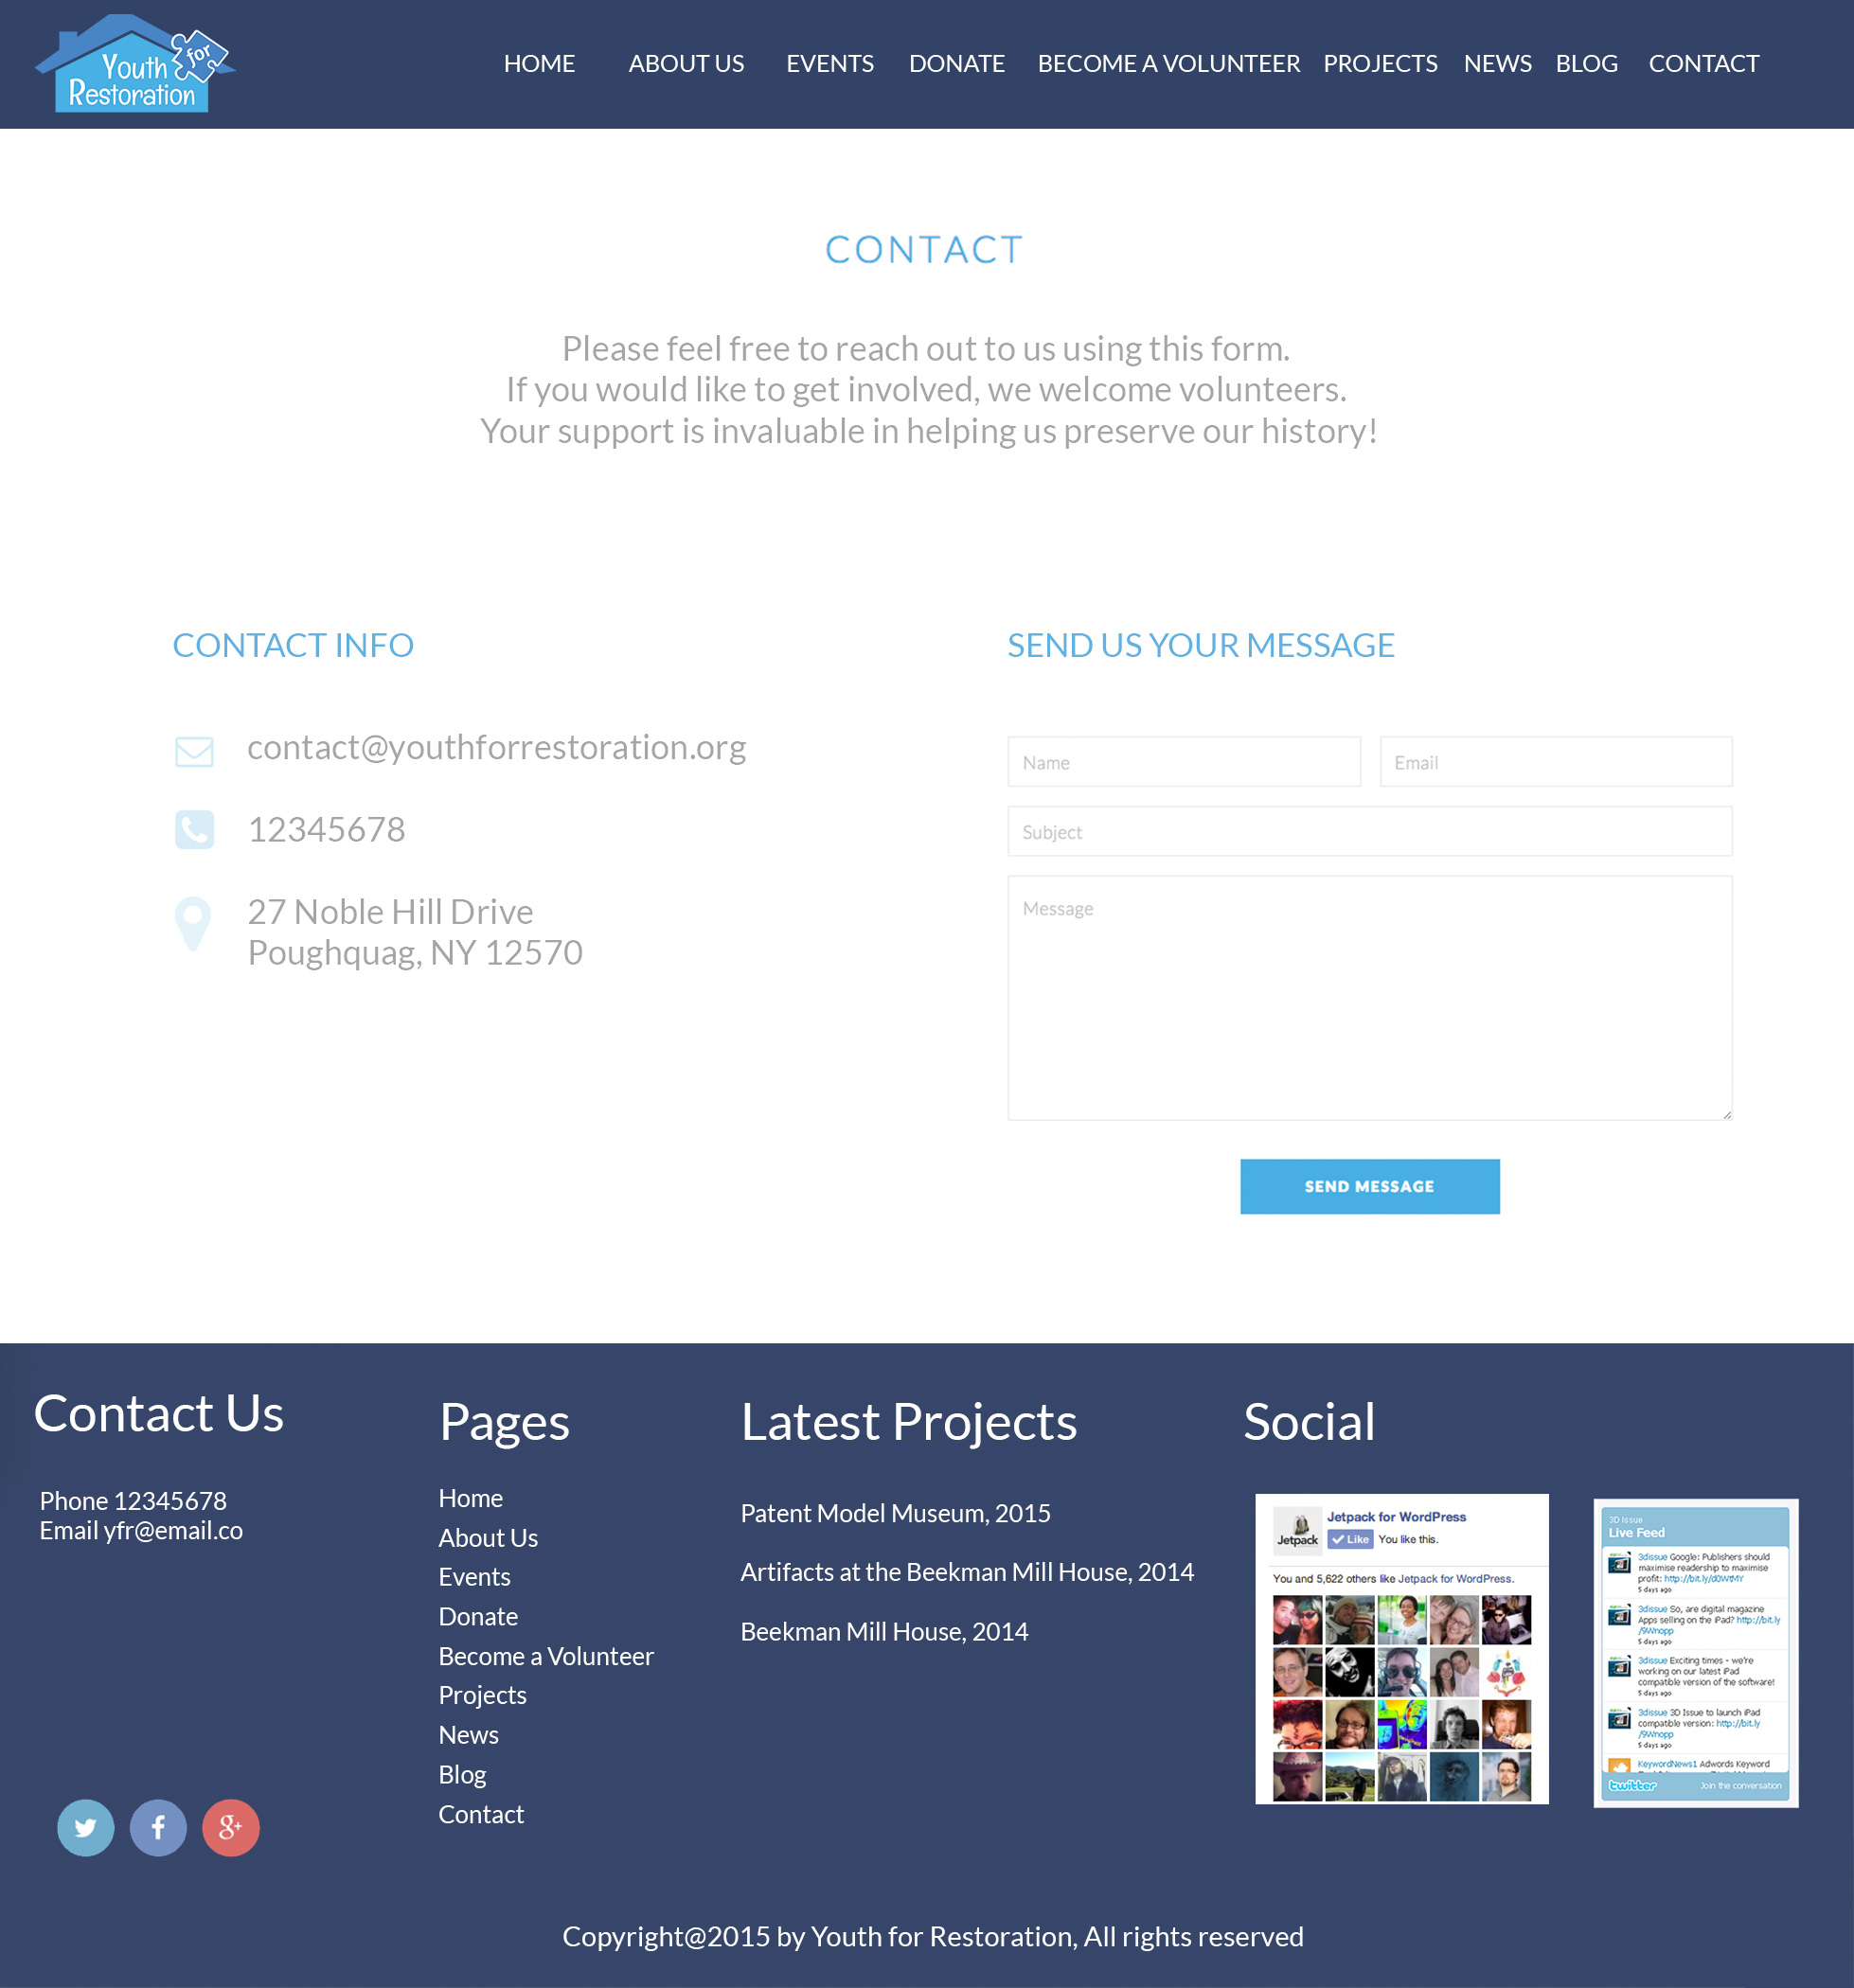 Youth for
Restoration
HOME ABOUT US EVENTS DONATE BECOME A VOLUNTEER PROJECTS NEWS BLOG CONTACT
CONTACT
Please feel free to reach out to us using this form.
If you would like to get involved, we welcome volunteers.
Your support is invaluable in helping us preserve our history!
CONTACT INFO
contact@youthforrestoration.org
12345678
27 Noble Hill Drive
Poughquag, NY 12570
SEND US YOUR MESSAGE
Name Email
Subject
Message
SEND MESSAGE
Contact Us
Phone 12345678
Email yfr@email.co
Pages
Home
About Us
Events
Donate
Become a Volunteer
Projects
News
Blog
Contact
Latest Projects
Patent Model Museum, 2015
Artifacts at the Beekman Mill House, 2014
Beekman Mill House, 2014
Social
Jetpack
Jetpack for WordPress
Like You like this.
You and 5,622 others like Jetpack for WordPress.
3D Issue
Live Feed
3dissue Google: Publishers should
maximise readership to maximise
profit: http://bit.ly/d0WtMY
5 days ago
3dissue So, are digital magazine
Apps selling on the iPad? http://bit.ly
/9Wnopp
5 days ago
3dissue Exciting times - we're
working on our latest iPad
compatible version of the software!
5 days ago
3dissue 3D Issue to launch iPad
compatible version: http://bit.ly
/9Wnopp
5 days ago
KeywordNews1 Adwords Keyword
twitter Join the conversation
f
g+
Copyright@2015 by Youth for Restoration, All rights reserved